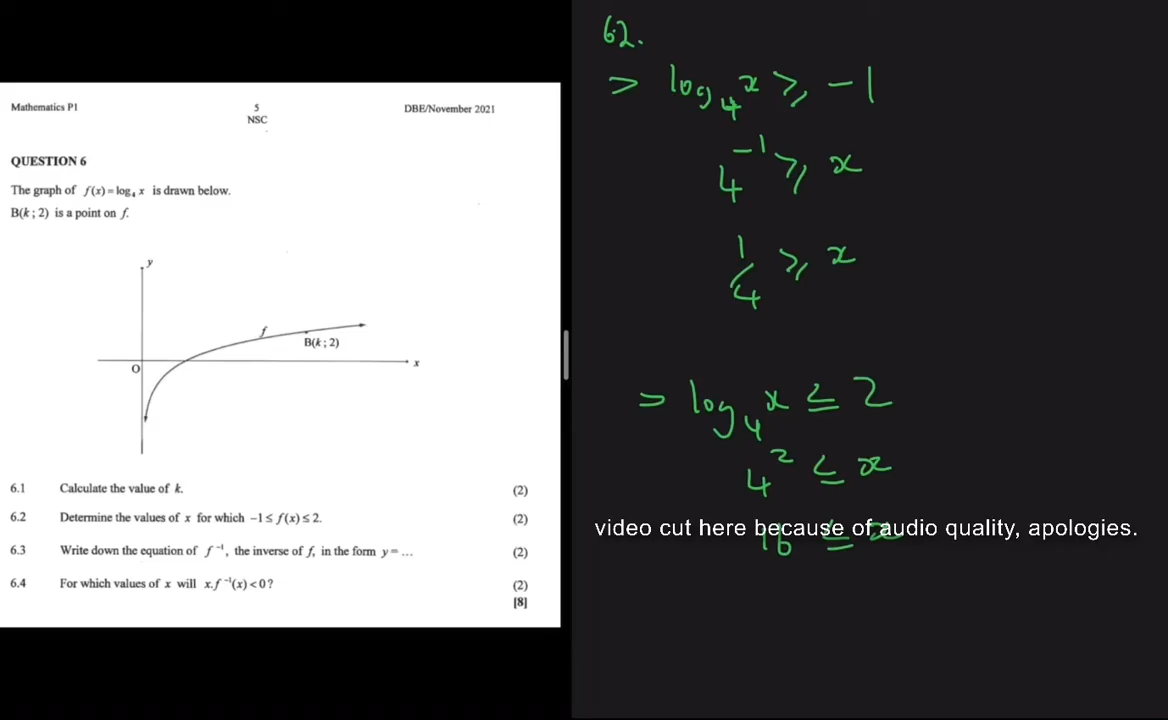 Mathematics P1
5
NSC
DBE/November 2021
QUESTION 6
The graph of f(x) = log₄ x is drawn below.
B(k ; 2) is a point on f.
y
f
B(k ; 2)
O
x
6.1 Calculate the value of k. (2)
6.2 Determine the values of x for which −1 ≤ f(x) ≤ 2. (2)
6.3 Write down the equation of f⁻¹, the inverse of f, in the form y = ... (2)
6.4 For which values of x will x.f⁻¹(x) < 0? (2)
[8]
62.
> log₄ x ≥ −1
4⁻¹ ≥ x
1/4 ≥ x
> log₄ x ≤ 2
4² ≤ x
16 ≤ x
video cut here because of audio quality, apologies.